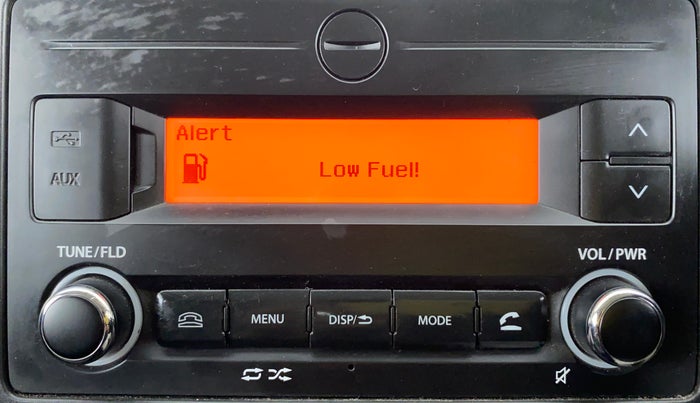 Alert
Low Fuel!
AUX
TUNE/FLD
VOL/PWR
MENU
DISP/
MODE